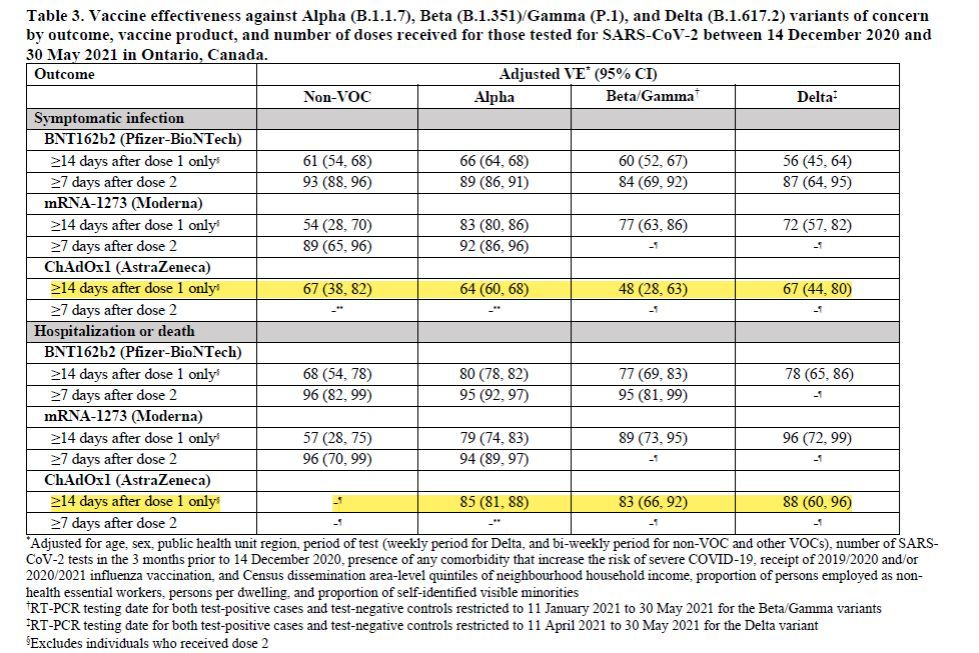 Table 3. Vaccine effectiveness against Alpha (B.1.1.7), Beta (B.1.351)/Gamma (P.1), and Delta (B.1.617.2) variants of concern
by outcome, vaccine product, and number of doses received for those tested for SARS-CoV-2 between 14 December 2020 and
30 May 2021 in Ontario, Canada.
Outcome Adjusted VE* (95% CI)
Non-VOC Alpha Beta/Gamma† Delta‡
Symptomatic infection
BNT162b2 (Pfizer-BioNTech)
≥14 days after dose 1 only§ 61 (54, 68) 66 (64, 68) 60 (52, 67) 56 (45, 64)
≥7 days after dose 2 93 (88, 96) 89 (86, 91) 84 (69, 92) 87 (64, 95)
mRNA-1273 (Moderna)
≥14 days after dose 1 only§ 54 (28, 70) 83 (80, 86) 77 (63, 86) 72 (57, 82)
≥7 days after dose 2 89 (65, 96) 92 (86, 96) -¶ -¶
ChAdOx1 (AstraZeneca)
≥14 days after dose 1 only§ 67 (38, 82) 64 (60, 68) 48 (28, 63) 67 (44, 80)
≥7 days after dose 2 -** -** -¶ -¶
Hospitalization or death
BNT162b2 (Pfizer-BioNTech)
≥14 days after dose 1 only§ 68 (54, 78) 80 (78, 82) 77 (69, 83) 78 (65, 86)
≥7 days after dose 2 96 (82, 99) 95 (92, 97) 95 (81, 99) -¶
mRNA-1273 (Moderna)
≥14 days after dose 1 only§ 57 (28, 75) 79 (74, 83) 89 (73, 95) 96 (72, 99)
≥7 days after dose 2 96 (70, 99) 94 (89, 97) -¶ -¶
ChAdOx1 (AstraZeneca)
≥14 days after dose 1 only§ -¶ 85 (81, 88) 83 (66, 92) 88 (60, 96)
≥7 days after dose 2 -¶ -** -¶ -¶
*Adjusted for age, sex, public health unit region, period of test (weekly period for Delta, and bi-weekly period for non-VOC and other VOCs), number of SARS-
CoV-2 tests in the 3 months prior to 14 December 2020, presence of any comorbidity that increase the risk of severe COVID-19, receipt of 2019/2020 and/or
2020/2021 influenza vaccination, and Census dissemination area-level quintiles of neighbourhood household income, proportion of persons employed as non-
health essential workers, persons per dwelling, and proportion of self-identified visible minorities
†RT-PCR testing date for both test-positive cases and test-negative controls restricted to 11 January 2021 to 30 May 2021 for the Beta/Gamma variants
‡RT-PCR testing date for both test-positive cases and test-negative controls restricted to 11 April 2021 to 30 May 2021 for the Delta variant
§Excludes individuals who received dose 2